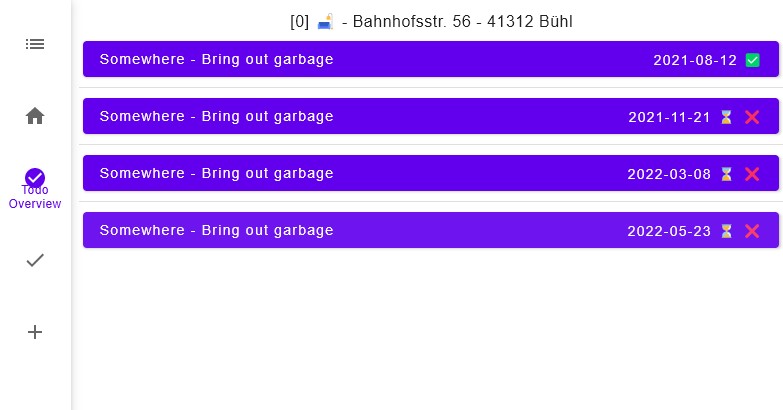 [0] 🛋️ - Bahnhofsstr. 56 - 41312 Bühl
Somewhere - Bring out garbage 2021-08-12 ✅
Somewhere - Bring out garbage 2021-11-21 ⌛ ❌
Todo
Overview
Somewhere - Bring out garbage 2022-03-08 ⌛ ❌
Somewhere - Bring out garbage 2022-05-23 ⌛ ❌